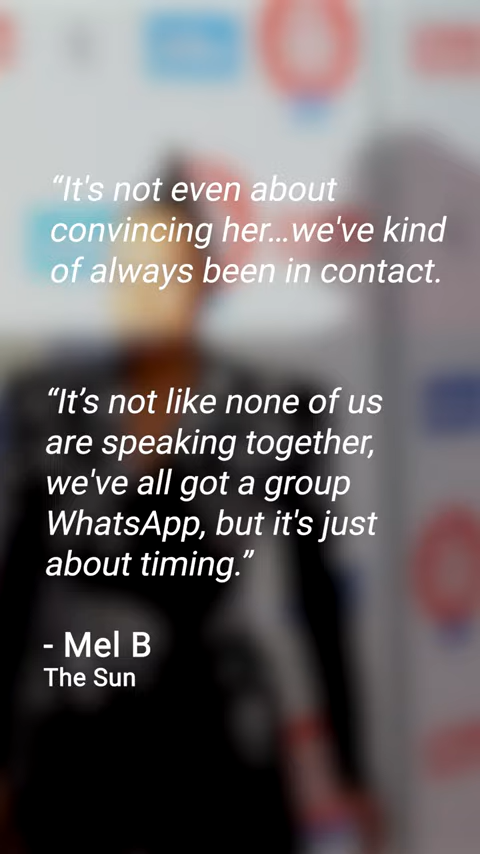 “It's not even about
convincing her...we've kind
of always been in contact.
“It’s not like none of us
are speaking together,
we've all got a group
WhatsApp, but it's just
about timing.”
- Mel B
The Sun